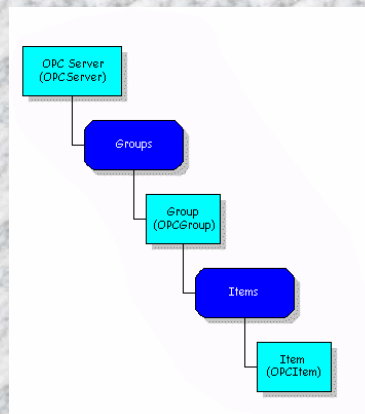 OPC Server
(OPCServer)
Groups
Group
(OPCGroup)
Items
Item
(OPCItem)